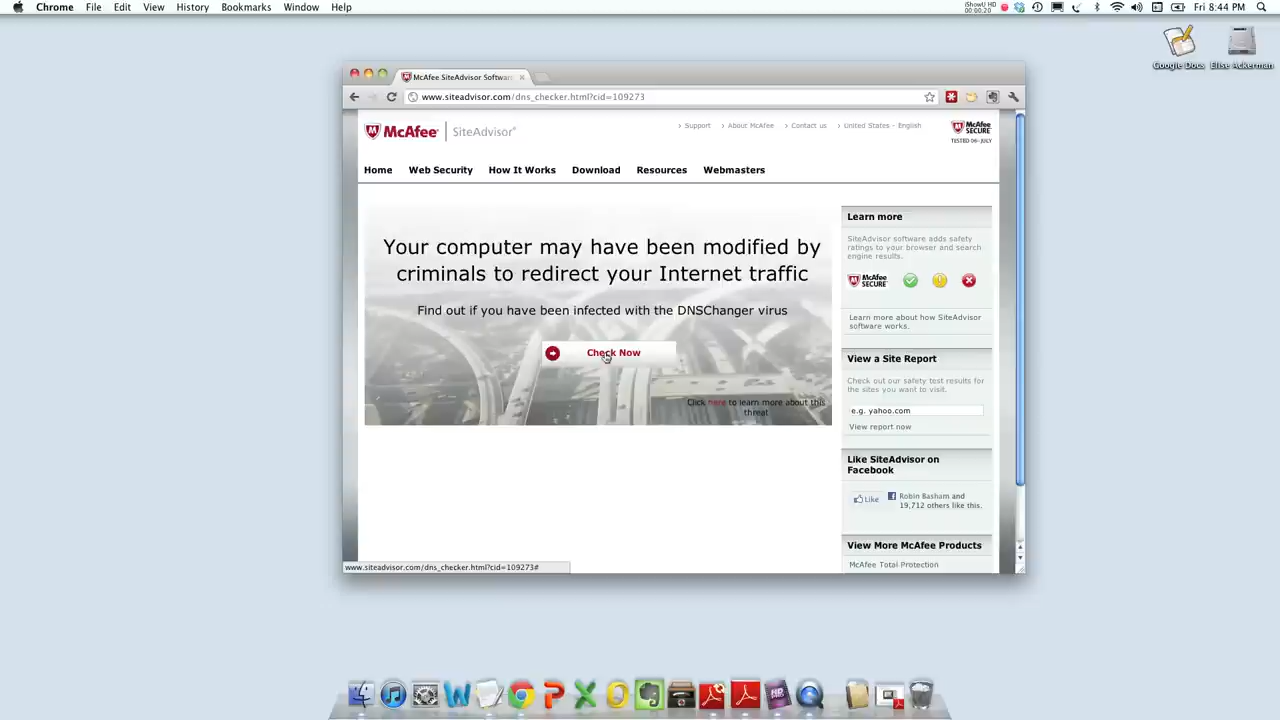 Chrome File Edit View History Bookmarks Window Help
iShowU HD
00:00:20
Fri 8:44 PM
Google Docs
Elise Ackerman
McAfee SiteAdvisor Softwar
www.siteadvisor.com/dns_checker.html?cid=109273
McAfee SiteAdvisor
Support About McAfee Contact us United States - English
McAfee
SECURE
TESTED 06-JULY
Home Web Security How It Works Download Resources Webmasters
Your computer may have been modified by
criminals to redirect your Internet traffic
Find out if you have been infected with the DNSChanger virus
Check Now
Click here to learn more about this
threat
Learn more
SiteAdvisor software adds safety
ratings to your browser and search
engine results.
McAfee
SECURE
Learn more about how SiteAdvisor
software works.
View a Site Report
Check out our safety test results for
the sites you want to visit.
e.g. yahoo.com
View report now
Like SiteAdvisor on
Facebook
Like
Robin Basham and
19,712 others like this.
View More McAfee Products
McAfee Total Protection
www.siteadvisor.com/dns_checker.html?cid=109273#